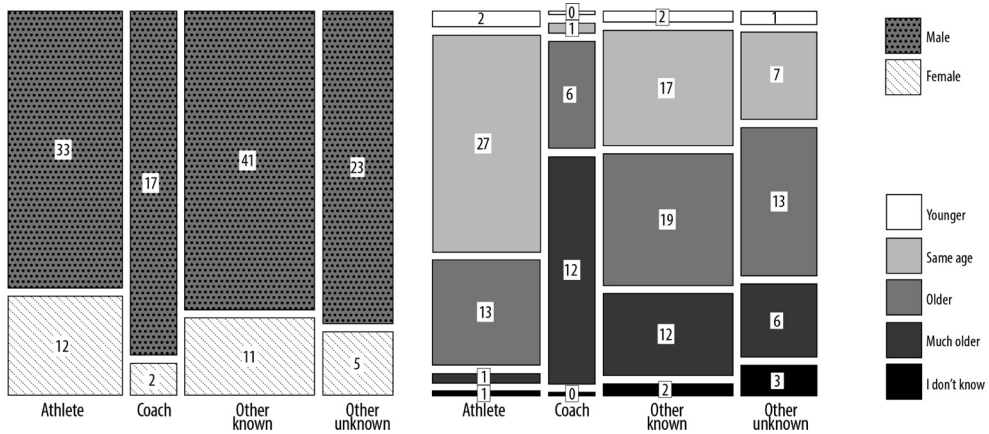 33
17
41
23
12
2
11
5
Athlete
Coach
Other
known
Other
unknown
2
0
2
1
1
27
6
17
7
13
12
19
13
1
12
6
1
0
2
3
Athlete
Coach
Other
known
Other
unknown
Male
Female
Younger
Same age
Older
Much older
I don't know